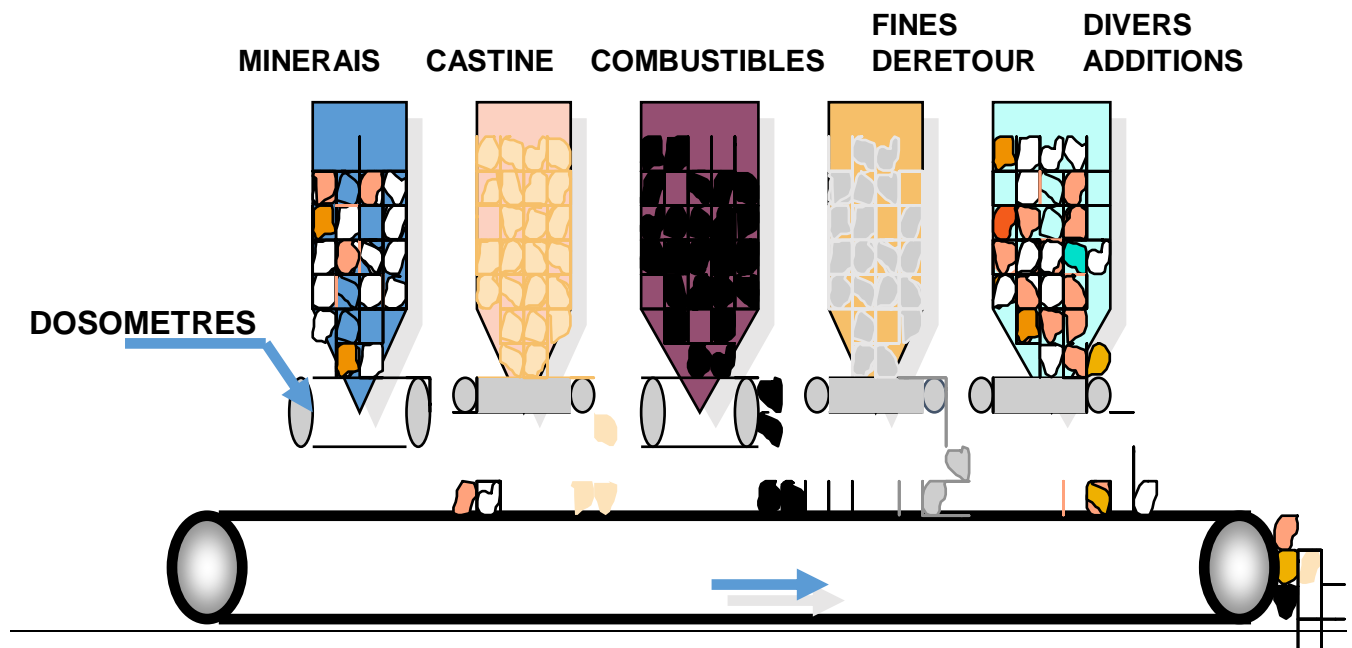 MINERAIS
CASTINE
COMBUSTIBLES
FINES
DERETOUR
DIVERS
ADDITIONS
DOSOMETRES